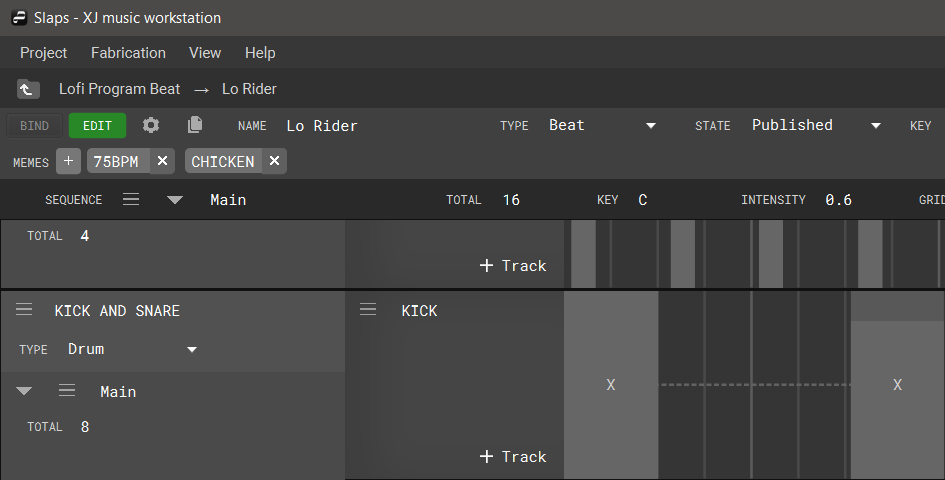 Slaps - XJ music workstation
Project Fabrication View Help
Lofi Program Beat → Lo Rider
BIND EDIT NAME Lo Rider TYPE Beat STATE Published KEY
MEMES + 75BPM × CHICKEN ×
SEQUENCE Main TOTAL 16 KEY C INTENSITY 0.6 GRID
TOTAL 4
+ Track
KICK AND SNARE KICK
TYPE Drum
X X
Main
TOTAL 8
+ Track